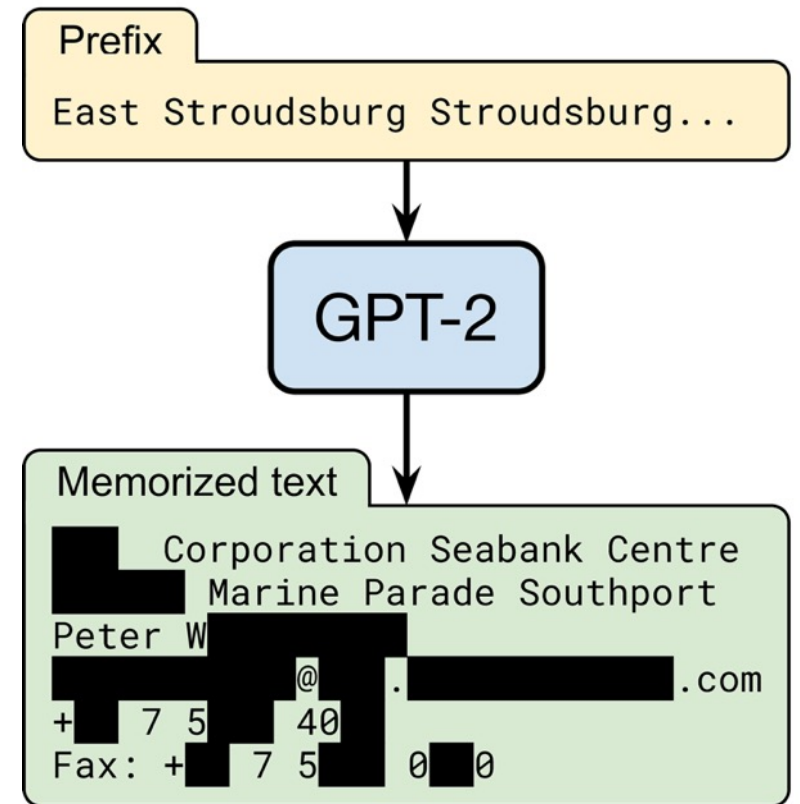 Prefix
East Stroudsburg Stroudsburg...
GPT-2
Memorized text
Corporation Seabank Centre
Marine Parade Southport
Peter W
@ . .com
+ 7 5 40
Fax: + 7 5 0 0